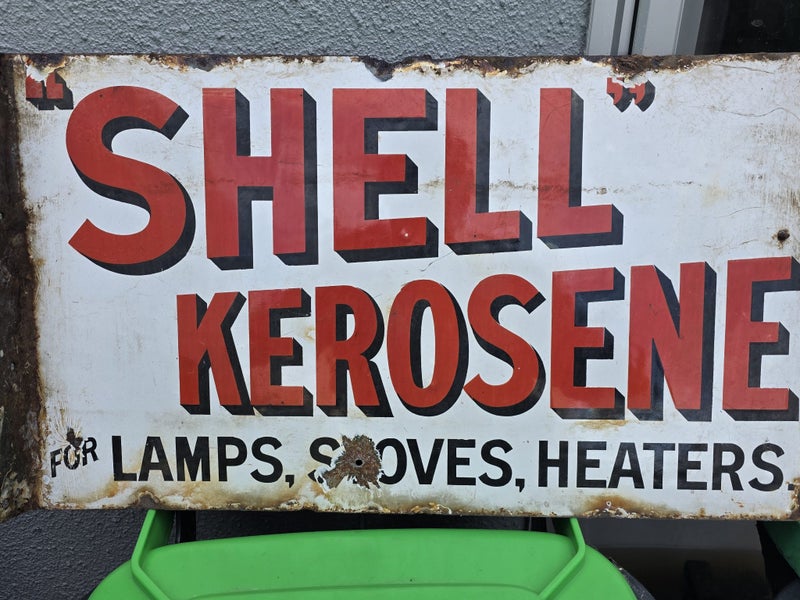 "SHELL"
KEROSENE
FOR LAMPS, STOVES, HEATERS.